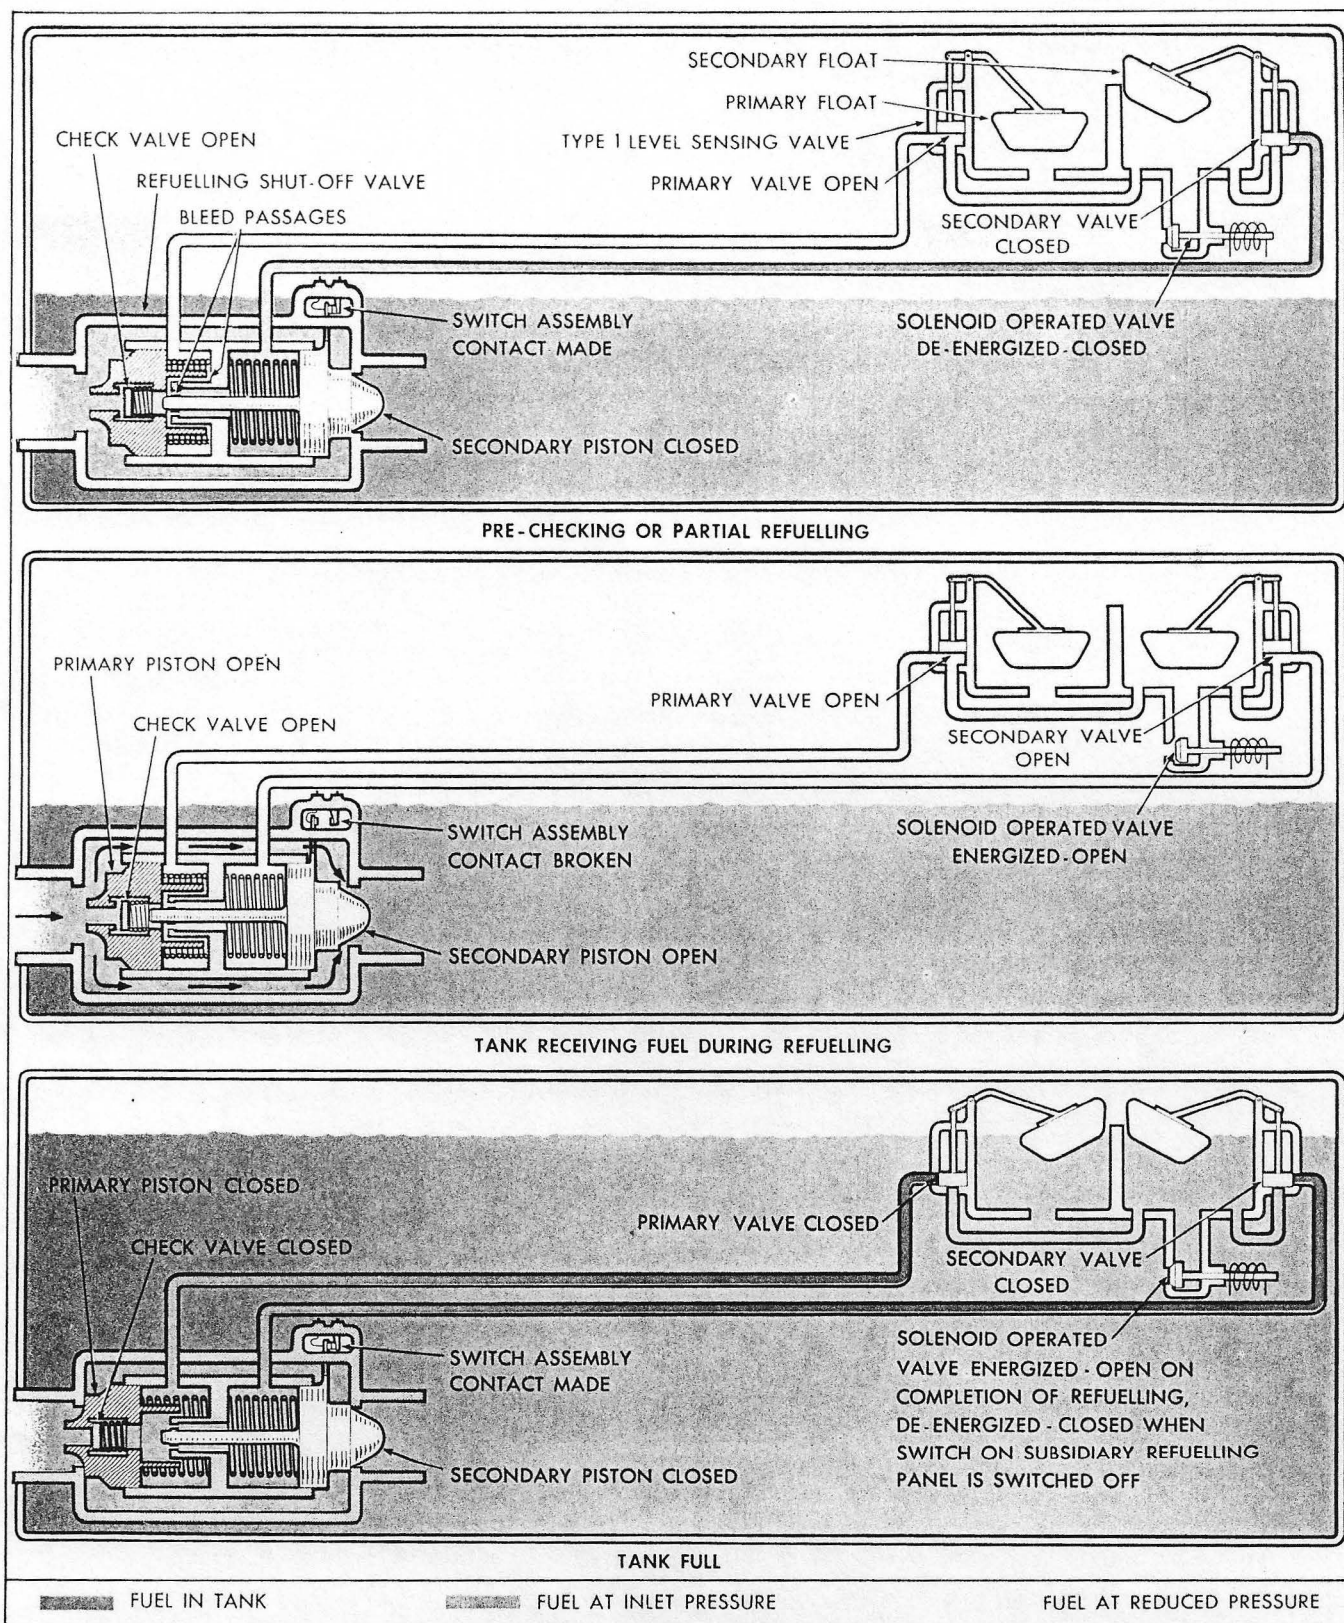 SECONDARY FLOAT
PRIMARY FLOAT
TYPE 1 LEVEL SENSING VALVE
CHECK VALVE OPEN
REFUELLING SHUT-OFF VALVE
BLEED PASSAGES
PRIMARY VALVE OPEN
SECONDARY VALVE
CLOSED
SWITCH ASSEMBLY
CONTACT MADE
SOLENOID OPERATED VALVE
DE-ENERGIZED-CLOSED
SECONDARY PISTON CLOSED
PRE-CHECKING OR PARTIAL REFUELLING
PRIMARY PISTON OPEN
CHECK VALVE OPEN
PRIMARY VALVE OPEN
SECONDARY VALVE
OPEN
SWITCH ASSEMBLY
CONTACT BROKEN
SOLENOID OPERATED VALVE
ENERGIZED-OPEN
SECONDARY PISTON OPEN
TANK RECEIVING FUEL DURING REFUELLING
PRIMARY PISTON CLOSED
CHECK VALVE CLOSED
PRIMARY VALVE CLOSED
SECONDARY VALVE
CLOSED
SWITCH ASSEMBLY
CONTACT MADE
SOLENOID OPERATED
VALVE ENERGIZED-OPEN ON
COMPLETION OF REFUELLING,
DE-ENERGIZED-CLOSED WHEN
SWITCH ON SUBSIDIARY REFUELLING
PANEL IS SWITCHED OFF
SECONDARY PISTON CLOSED
TANK FULL
FUEL IN TANK
FUEL AT INLET PRESSURE
FUEL AT REDUCED PRESSURE